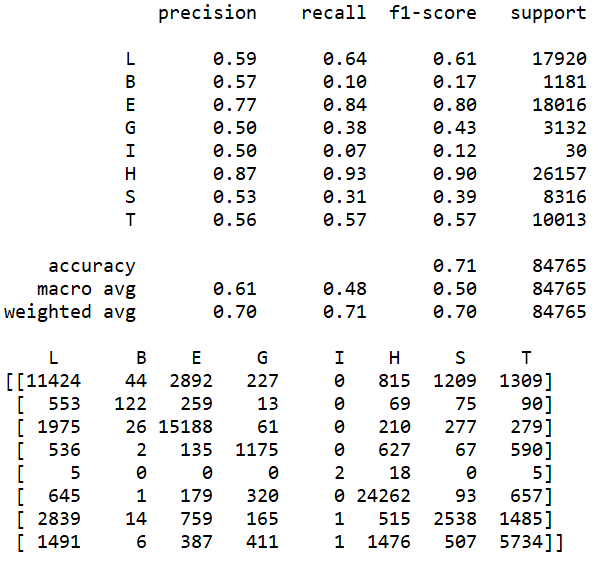 precision    recall  f1-score   support

           L       0.59      0.64      0.61     17920
           B       0.57      0.10      0.17      1181
           E       0.77      0.84      0.80     18016
           G       0.50      0.38      0.43      3132
           I       0.50      0.07      0.12        30
           H       0.87      0.93      0.90     26157
           S       0.53      0.31      0.39      8316
           T       0.56      0.57      0.57     10013

    accuracy                           0.71     84765
   macro avg       0.61      0.48      0.50     84765
weighted avg       0.70      0.71      0.70     84765

     L       B     E     G      I    H     S     T
[[11424    44  2892   227     0   815  1209  1309]
 [  553   122   259    13     0    69    75    90]
 [ 1975    26 15188    61     0   210   277   279]
 [  536     2   135  1175     0   627    67   590]
 [    5     0     0     0     2    18     0     5]
 [  645     1   179   320     0 24262    93   657]
 [ 2839    14   759   165     1   515  2538  1485]
 [ 1491     6   387   411     1  1476   507  5734]]